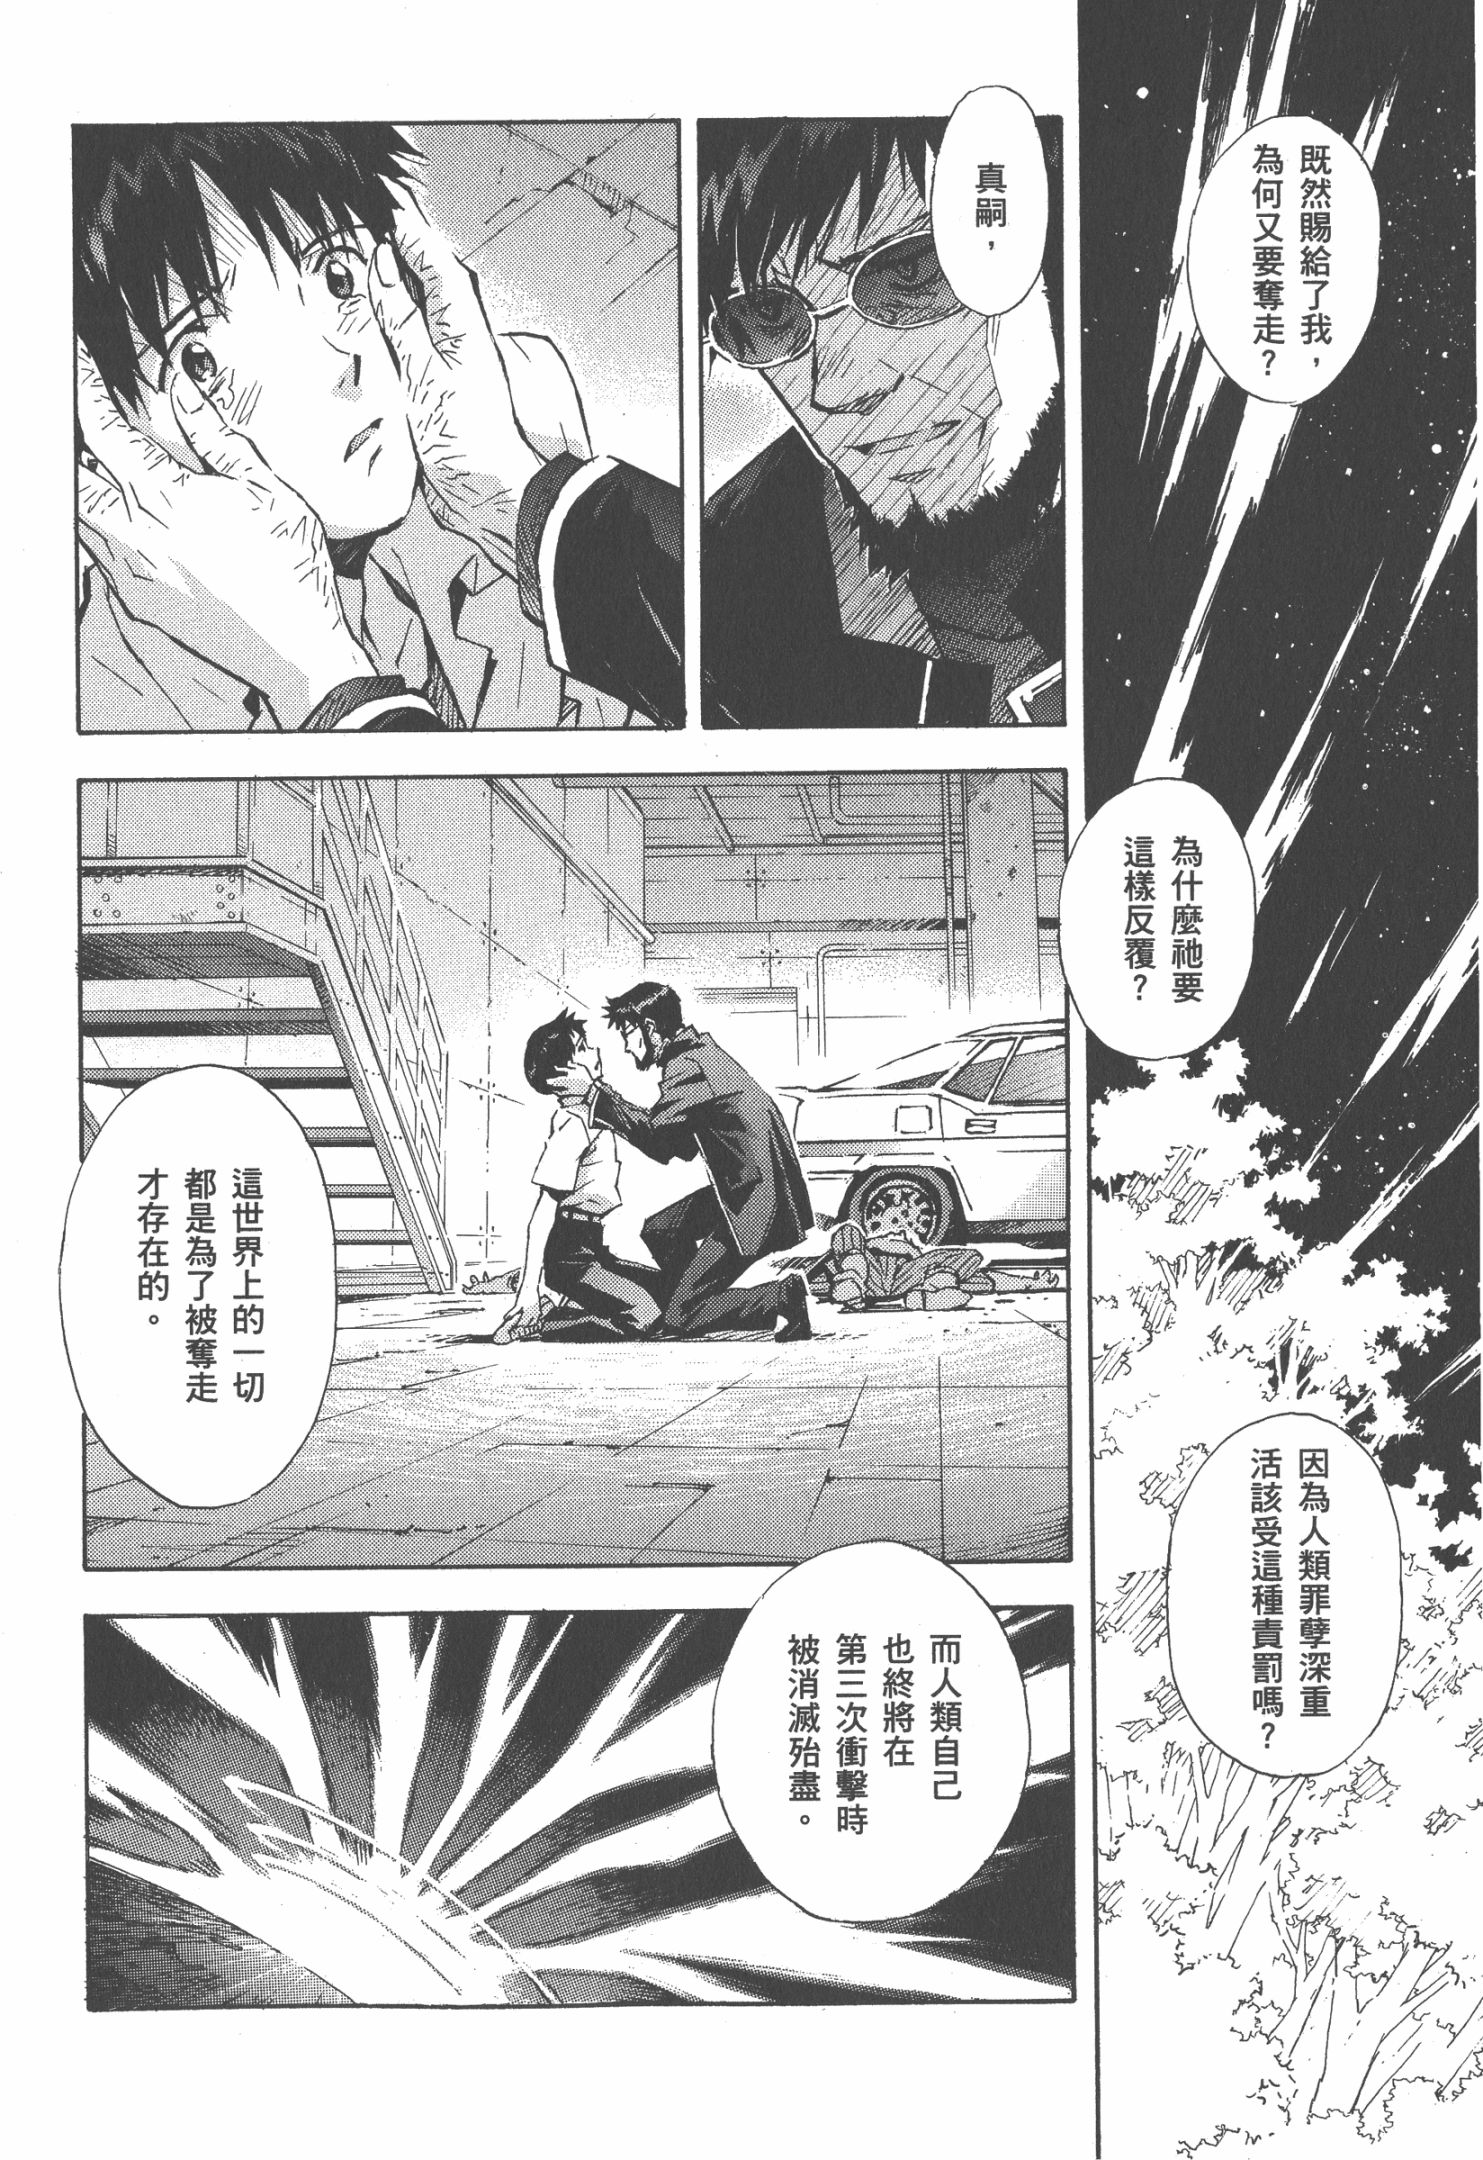 既然賜給了我，
為何又要奪走？
為什麼祂要
這樣反覆？
因為人類罪孽深重
活該受這種責罰嗎？
真嗣，
這世界上的一切
都是為了被奪走
才存在的。
而人類自己
也終將在
第三次衝擊時
被消滅殆盡。